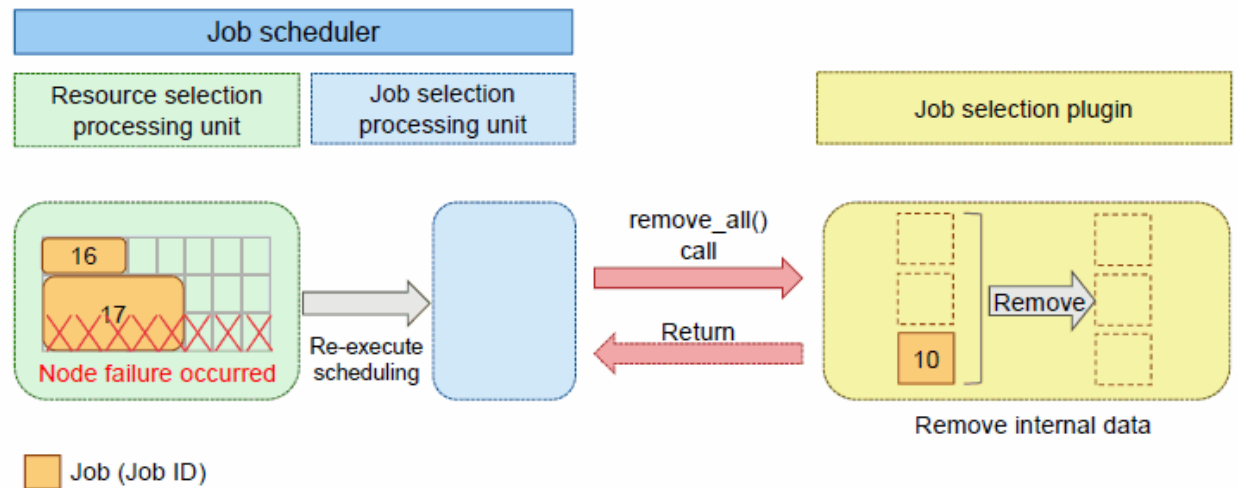 Job scheduler
Resource selection
processing unit
Job selection
processing unit
Job selection plugin
16
17
Node failure occurred
Re-execute
scheduling
remove_all()
call
Return
10
Remove
Remove internal data
Job (Job ID)